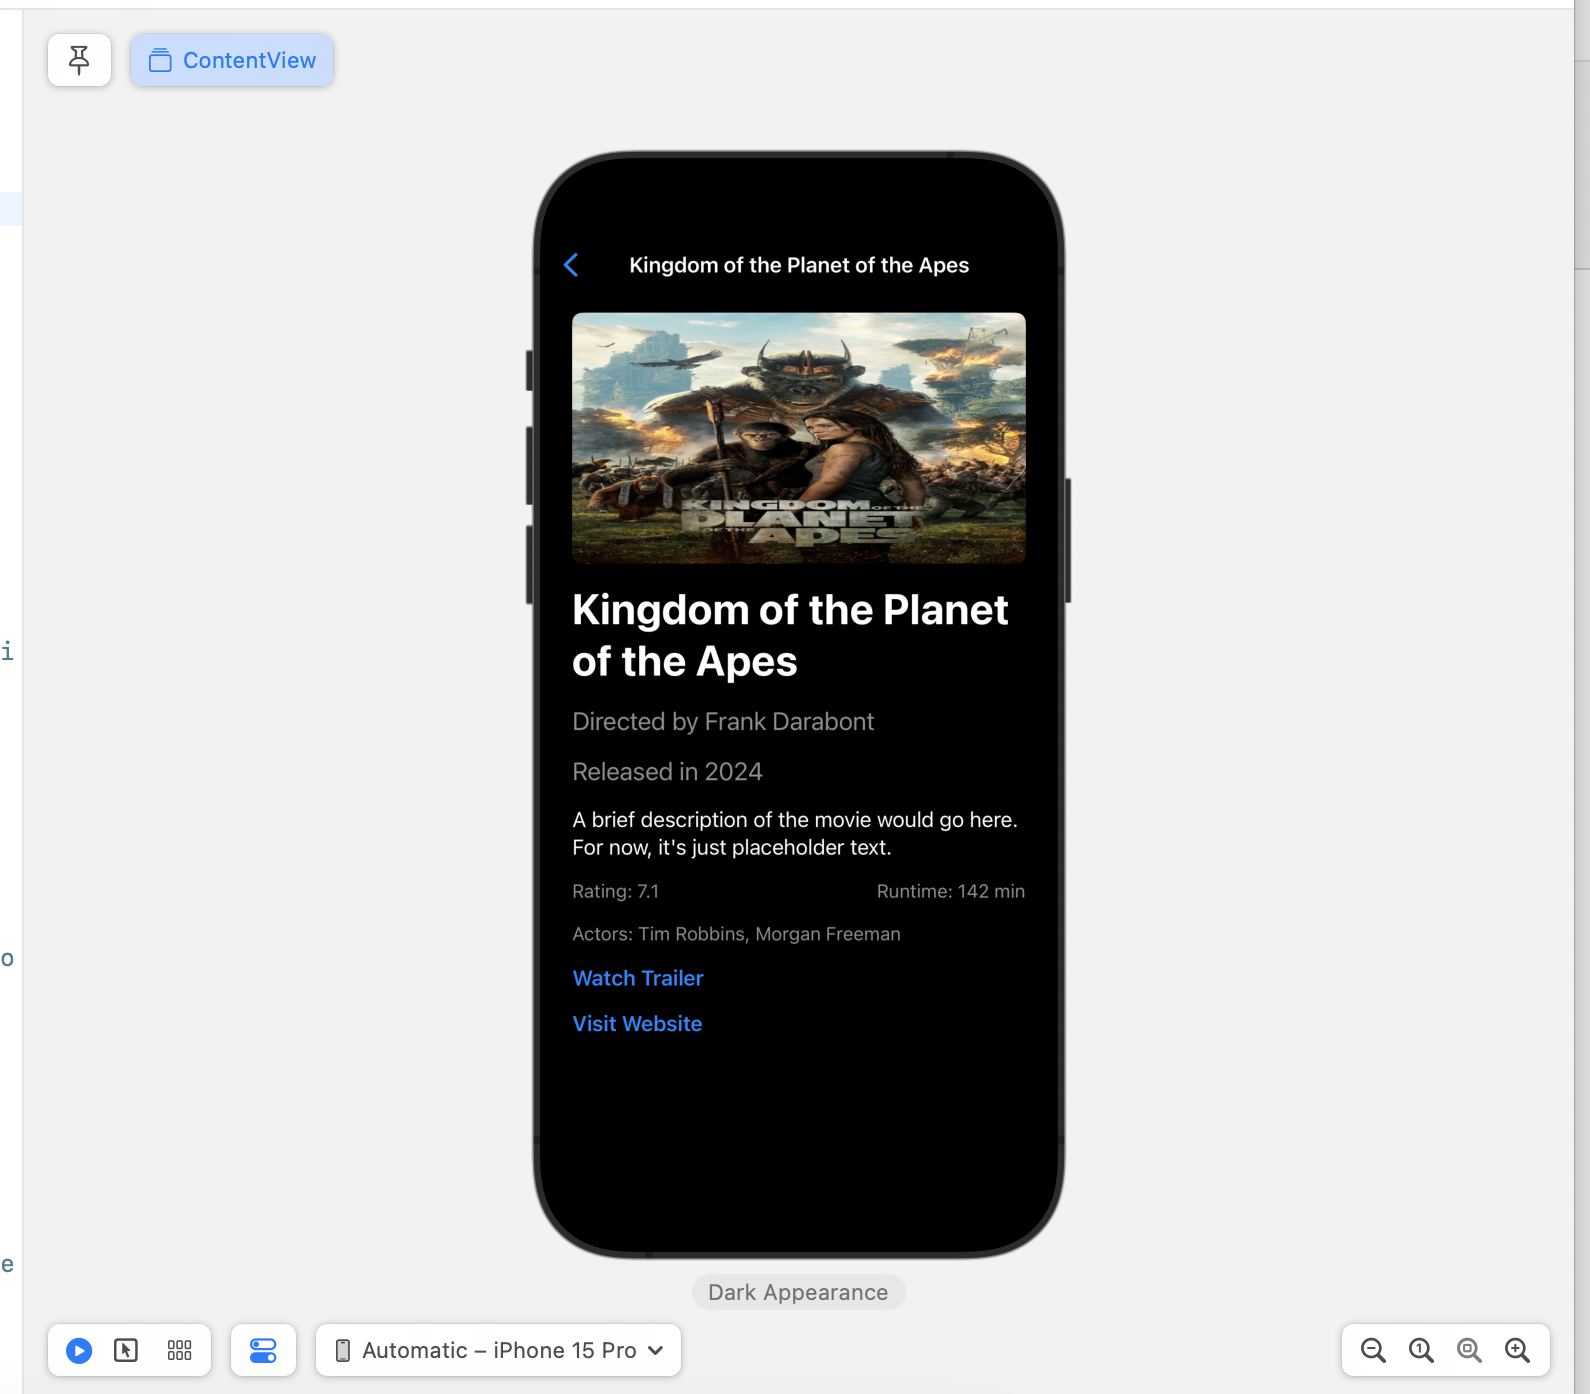 ContentView
Kingdom of the Planet of the Apes
KINGDOM OF THE
PLANET
OF THE APES
Kingdom of the Planet
of the Apes
Directed by Frank Darabont
Released in 2024
A brief description of the movie would go here.
For now, it's just placeholder text.
Rating: 7.1
Runtime: 142 min
Actors: Tim Robbins, Morgan Freeman
Watch Trailer
Visit Website
i
o
e
Dark Appearance
Automatic – iPhone 15 Pro
1